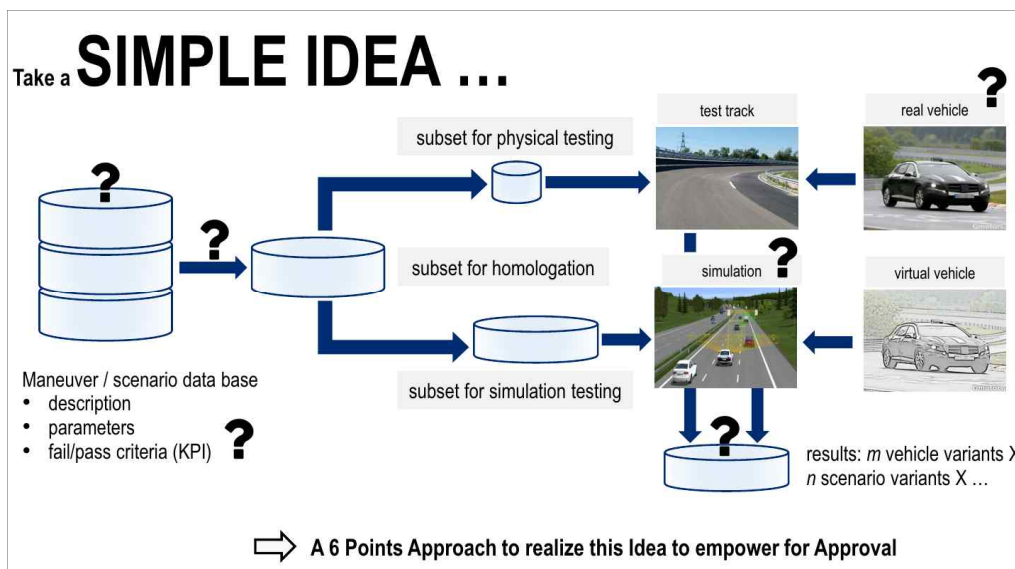 Take a SIMPLE IDEA ...
?
test track
real vehicle
subset for physical testing
?
?
subset for homologation
simulation
?
virtual vehicle
Maneuver / scenario data base
• description
• parameters
• fail/pass criteria (KPI) ?
subset for simulation testing
?
results: m vehicle variants X
n scenario variants X ...
A 6 Points Approach to realize this Idea to empower for Approval